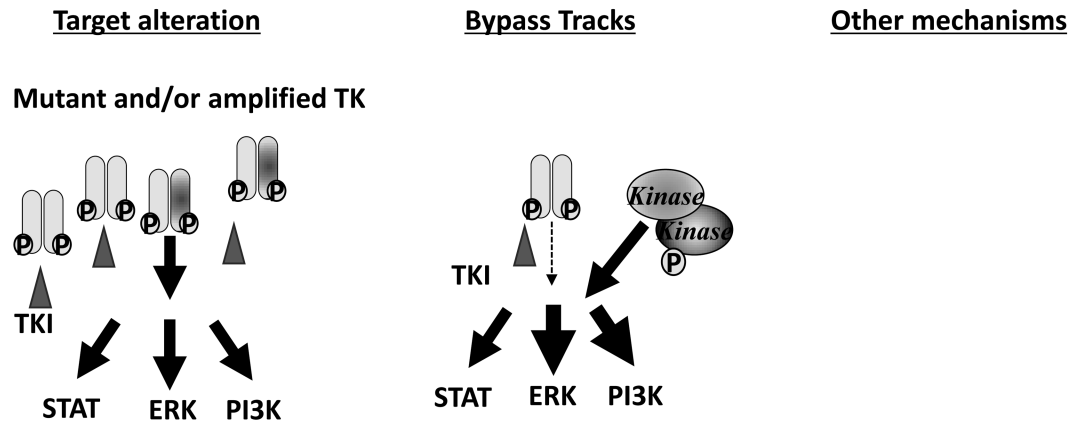 Target alteration
Bypass Tracks
Other mechanisms
Mutant and/or amplified TK
P P
P P
P P
P P
TKI
STAT
ERK
PI3K
P P
Kinase
Kinase
P
TKI
STAT
ERK
PI3K